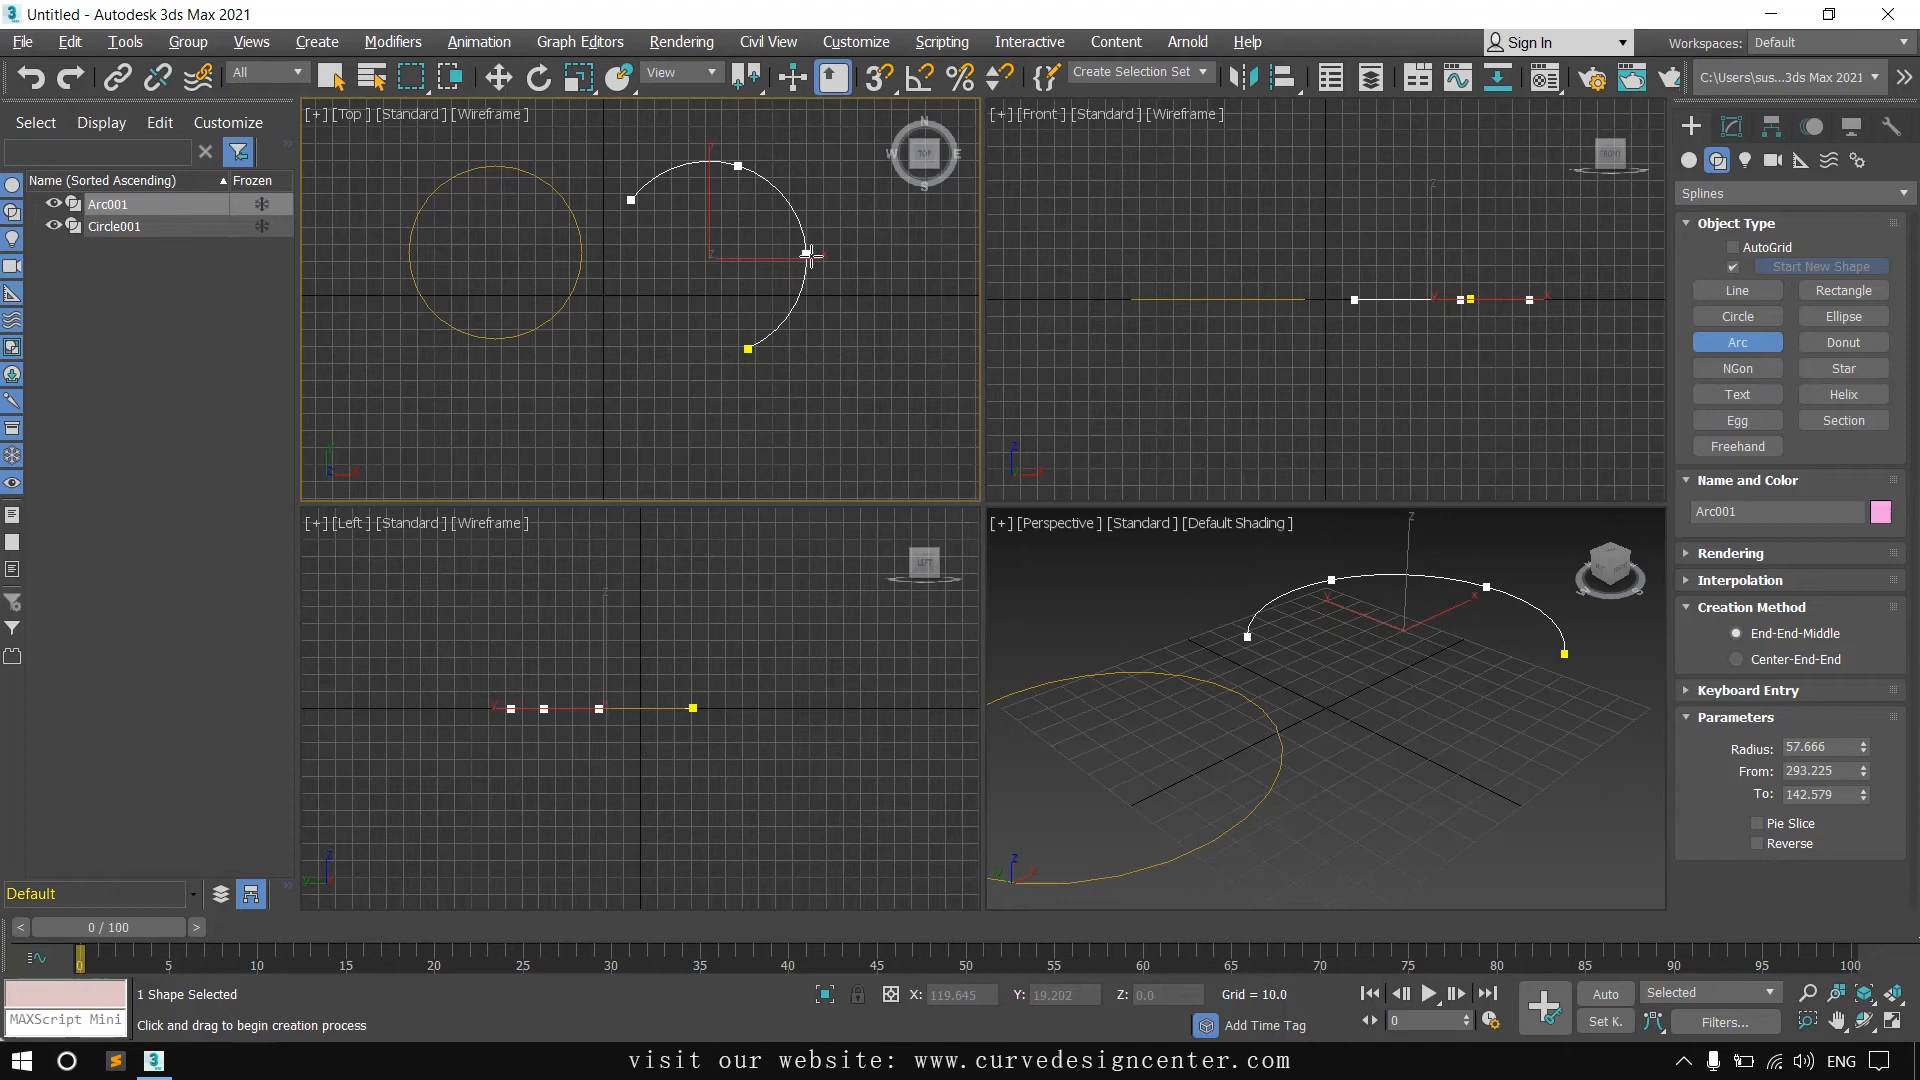 Untitled - Autodesk 3ds Max 2021
File Edit Tools Group Views Create Modifiers Animation Graph Editors Rendering Civil View Customize Scripting Interactive Content Arnold Help
Sign In
Workspaces: Default
All
View
Create Selection Set
C:\Users\sus...3ds Max 2021
Select Display Edit Customize
Name (Sorted Ascending) Frozen
Arc001
Circle001
[+] [Top ] [Standard ] [Wireframe ]
N
W TOP E
S
[+] [Front ] [Standard ] [Wireframe ]
FRONT
[+] [Left ] [Standard ] [Wireframe ]
LEFT
[+] [Perspective ] [Standard ] [Default Shading ]
Splines
Object Type
AutoGrid
Start New Shape
Line Rectangle
Circle Ellipse
Arc Donut
NGon Star
Text Helix
Egg Section
Freehand
Name and Color
Arc001
Rendering
Interpolation
Creation Method
End-End-Middle
Center-End-End
Keyboard Entry
Parameters
Radius: 57.666
From: 293.225
To: 142.579
Pie Slice
Reverse
Default
< 0 / 100 >
0 5 10 15 20 25 30 35 40 45 50 55 60 65 70 75 80 85 90 95 100
1 Shape Selected
X: 119.645 Y: 19.202 Z: 0.0 Grid = 10.0
Auto Selected
MAXScript Mini
Click and drag to begin creation process
Add Time Tag
0
Set K. Filters...
visit our website: www.curvedesigncenter.com
ENG